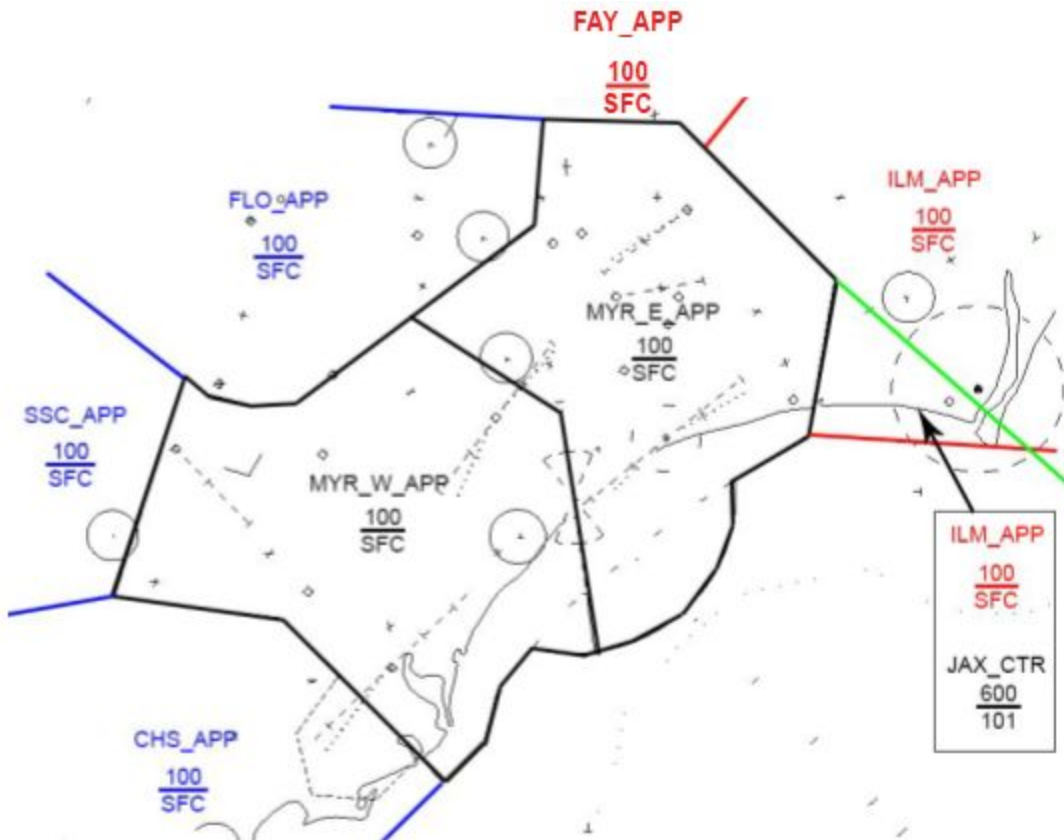 FAY_APP
100
SFC
ILM_APP
100
SFC
FLO_APP
100
SFC
MYR_E_APP
100
SFC
SSC_APP
100
SFC
MYR_W_APP
100
SFC
ILM_APP
100
SFC
JAX_CTR
600
101
CHS_APP
100
SFC